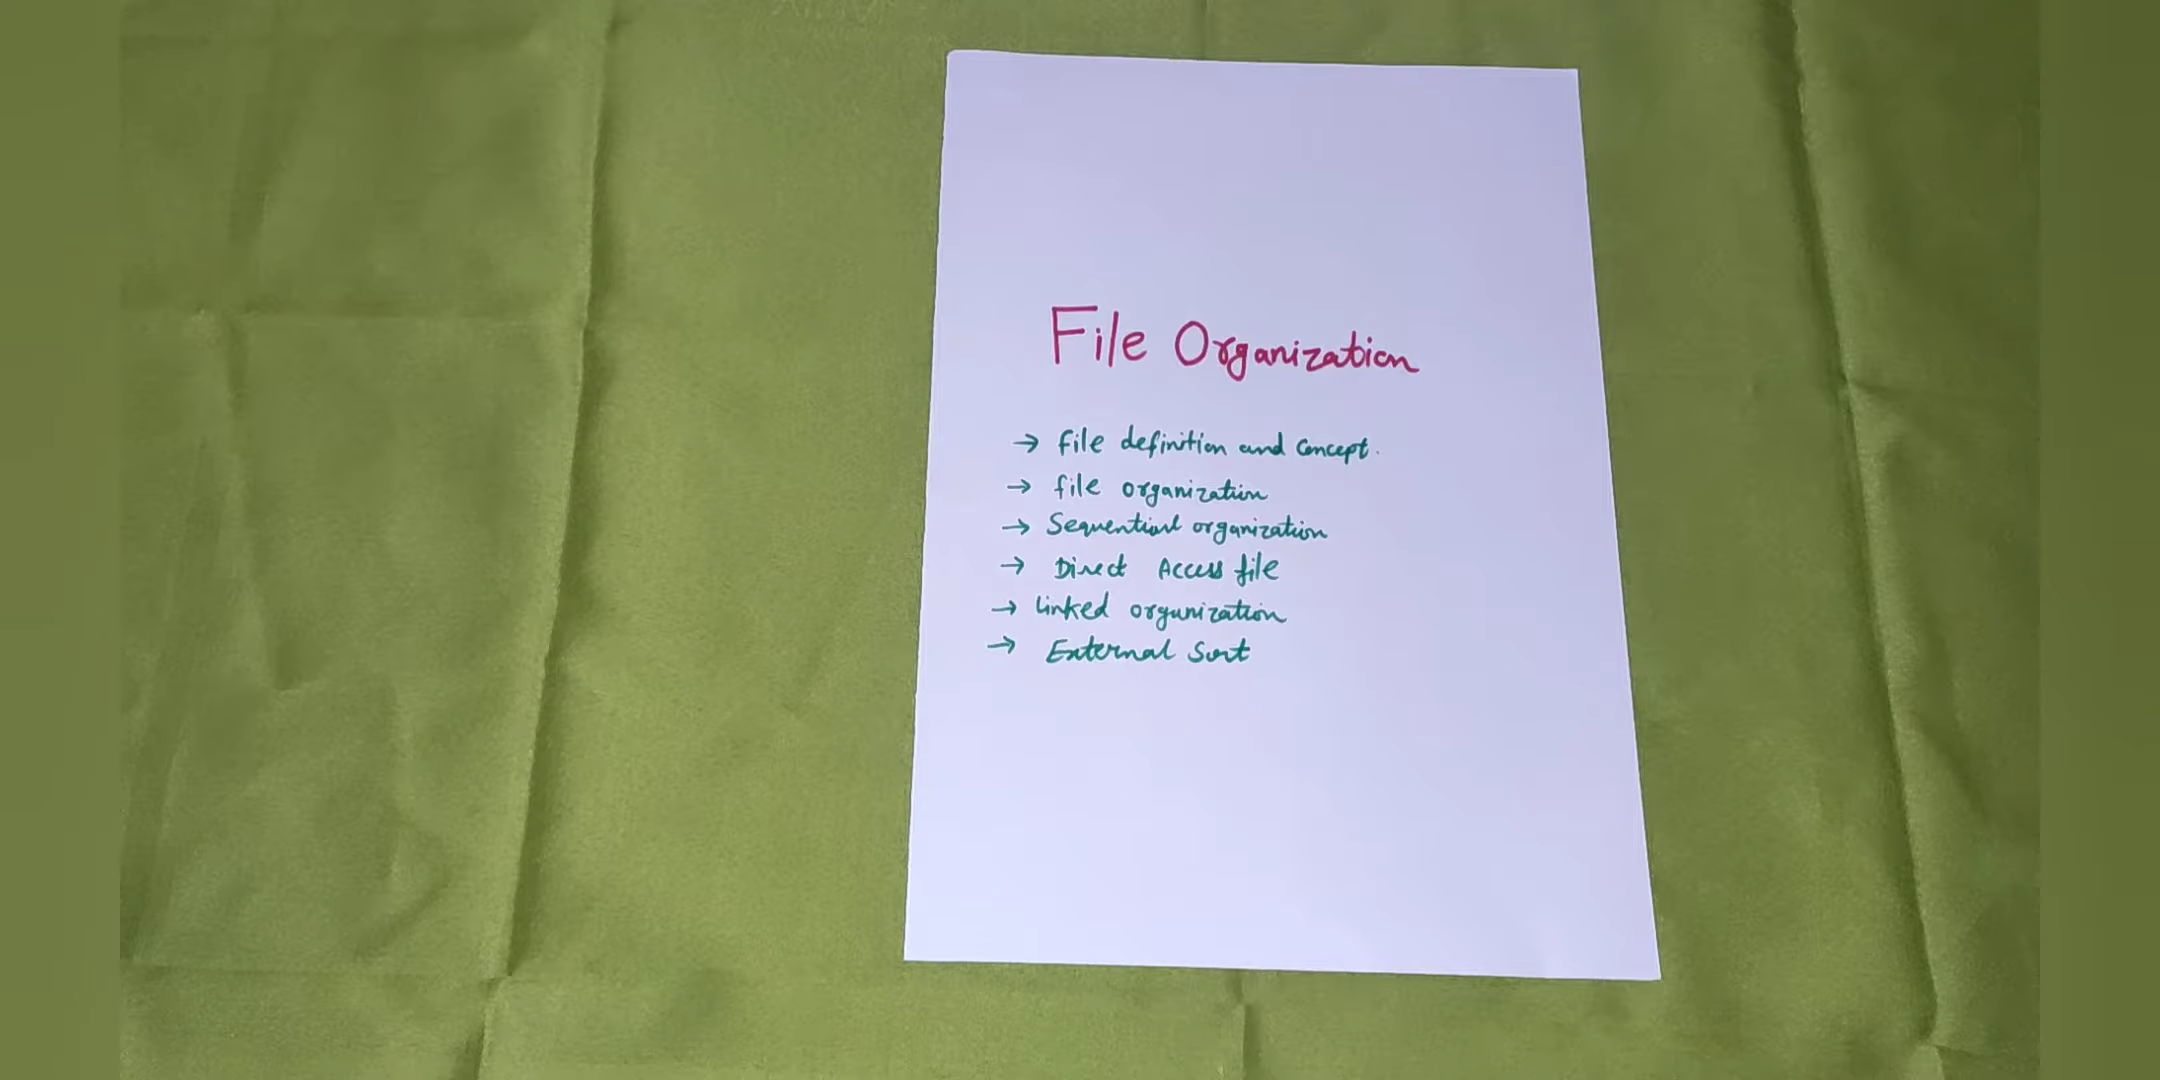 File Organization
→ File definition and Concept.
→ file organization
→ Sequential organization
→ Direct Access file
→ Linked organization
→ External Sort